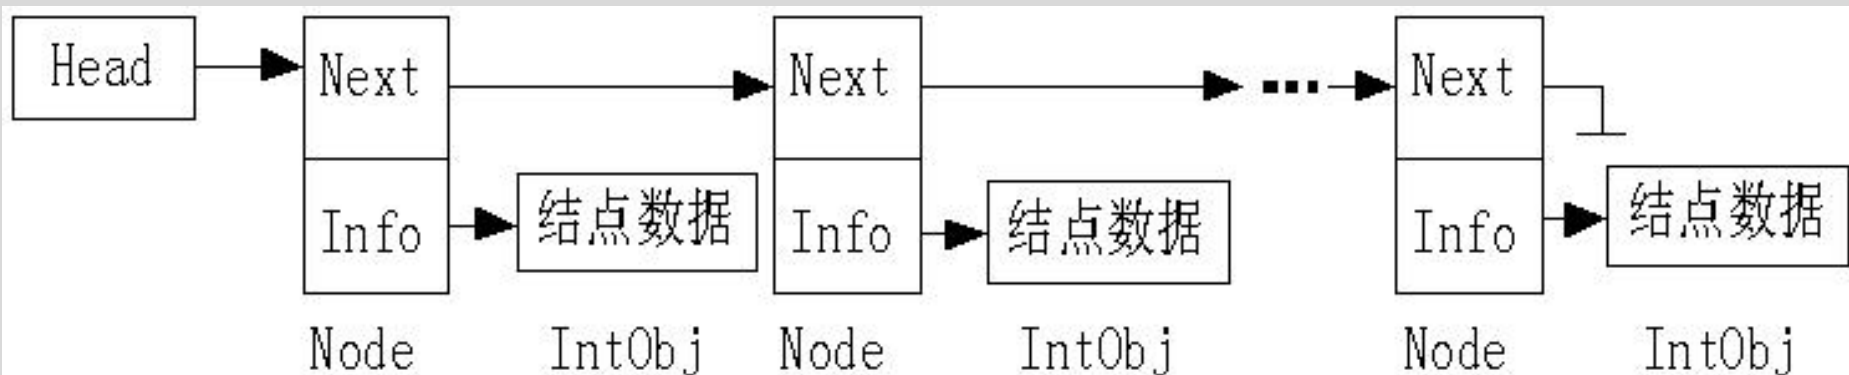 Head
Next
Next
...
Next
Info
结点数据
Info
结点数据
Info
结点数据
Node
IntObj
Node
IntObj
Node
IntObj